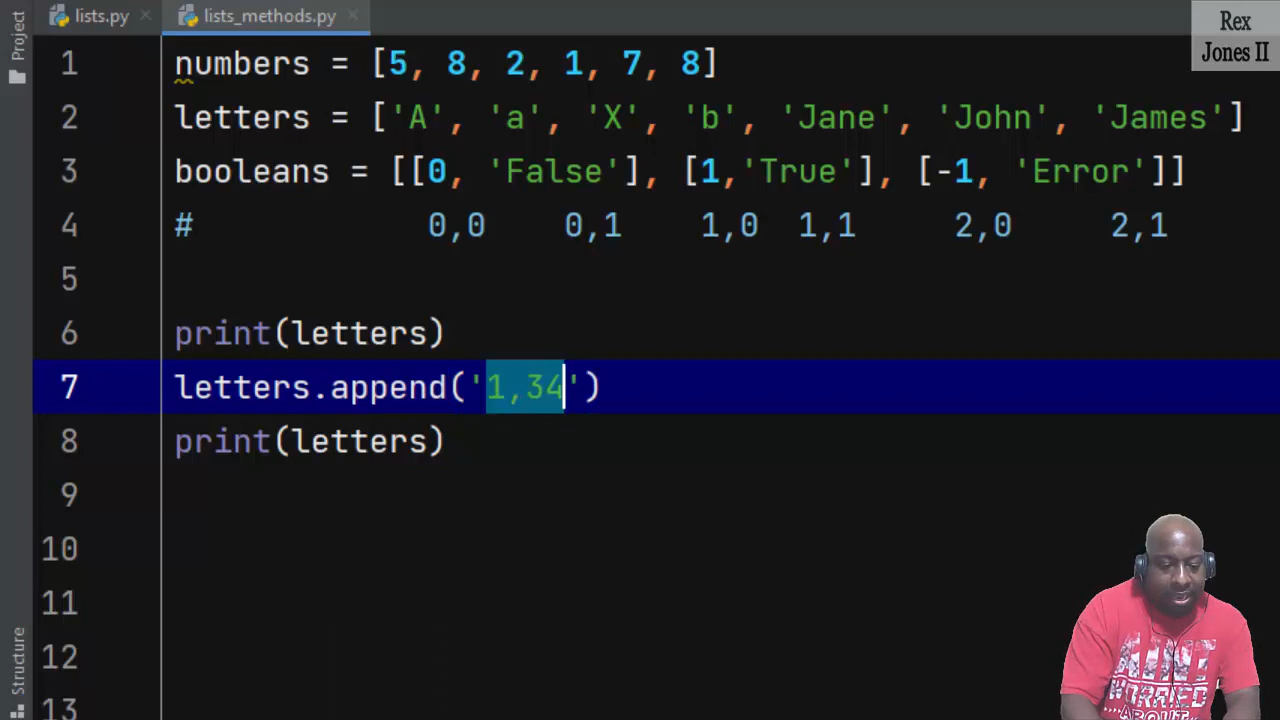 lists.py
lists_methods.py
Rex
Jones II
Project
1 numbers = [5, 8, 2, 1, 7, 8]
2 letters = ['A', 'a', 'X', 'b', 'Jane', 'John', 'James']
3 booleans = [[0, 'False'], [1,'True'], [-1, 'Error']]
4 # 0,0 0,1 1,0 1,1 2,0 2,1
5
6 print(letters)
7 letters.append('1,34')
8 print(letters)
9
10
11
12
13
Structure
WORRIED
ABOUT